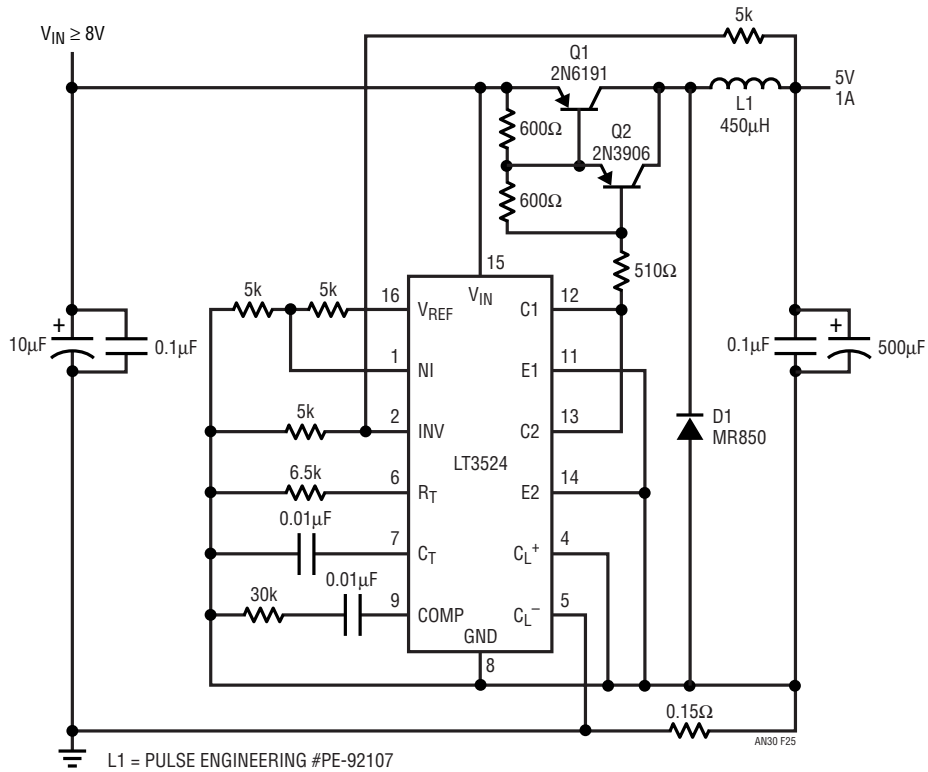 V_IN ≥ 8V
5k
Q1
2N6191
5V
1A
L1
450µH
600Ω
Q2
2N3906
600Ω
510Ω
15
V_IN
5k
5k
16
V_REF
C1
12
10µF
+
0.1µF
1
NI
E1
11
0.1µF
+
500µF
5k
2
INV
C2
13
D1
MR850
LT3524
6.5k
6
R_T
E2
14
0.01µF
7
C_T
C_L^+
4
0.01µF
30k
9
COMP
C_L^–
5
GND
8
0.15Ω
AN30 F25
L1 = PULSE ENGINEERING #PE-92107